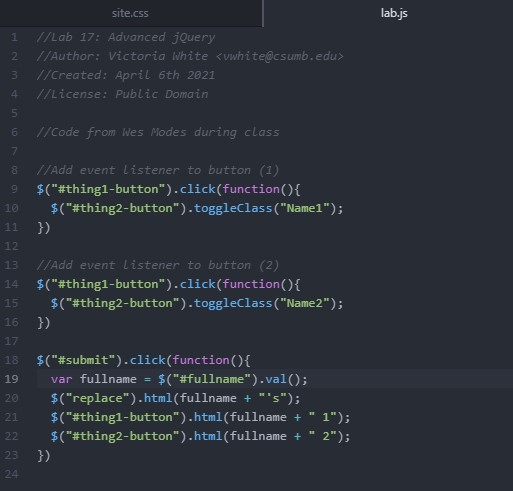 site.css
lab.js
1 //Lab 17: Advanced jQuery
2 //Author: Victoria White <vwhite@csumb.edu>
3 //Created: April 6th 2021
4 //License: Public Domain
5
6 //Code from Wes Modes during class
7
8 //Add event listener to button (1)
9 $("#thing1-button").click(function(){
10   $("#thing2-button").toggleClass("Name1");
11 })
12
13 //Add event listener to button (2)
14 $("#thing1-button").click(function(){
15   $("#thing2-button").toggleClass("Name2");
16 })
17
18 $("#submit").click(function(){
19   var fullname = $("#fullname").val();
20   $("replace").html(fullname + "'s");
21   $("#thing1-button").html(fullname + " 1");
22   $("#thing2-button").html(fullname + " 2");
23 })
24